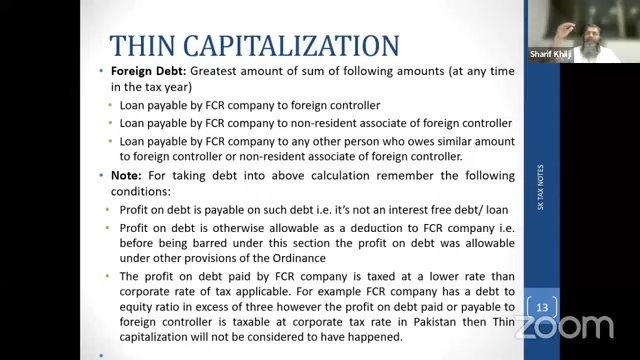 THIN CAPITALIZATION
Sharif Khilji
• Foreign Debt: Greatest amount of sum of following amounts (at any time
in the tax year)
• Loan payable by FCR company to foreign controller
• Loan payable by FCR company to non-resident associate of foreign controller
• Loan payable by FCR company to any other person who owes similar amount
to foreign controller or non-resident associate of foreign controller.
• Note: For taking debt into above calculation remember the following
conditions:
• Profit on debt is payable on such debt i.e. it's not an interest free debt/ loan
• Profit on debt is otherwise allowable as a deduction to FCR company i.e.
before being barred under this section the profit on debt was allowable
under other provisions of the Ordinance
• The profit on debt paid by FCR company is taxed at a lower rate than
corporate rate of tax applicable. For example FCR company has a debt to
equity ratio in excess of three however the profit on debt paid or payable to
foreign controller is taxable at corporate tax rate in Pakistan then Thin
capitalization will not be considered to have happened.
•
SK TAX NOTES
13
zoom